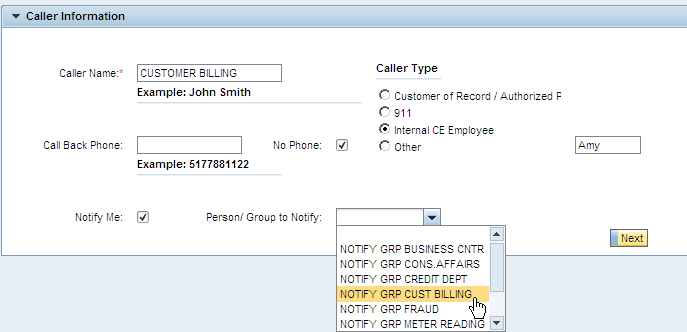 Caller Information
Caller Name:* CUSTOMER BILLING
Example: John Smith
Caller Type
Customer of Record / Authorized F
911
Internal CE Employee
Other
Amy
Call Back Phone:
No Phone:
Example: 5177881122
Notify Me:
Person/ Group to Notify:
NOTIFY GRP BUSINESS CNTR
NOTIFY GRP CONS.AFFAIRS
NOTIFY GRP CREDIT DEPT
NOTIFY GRP CUST BILLING
NOTIFY GRP FRAUD
NOTIFY GRP METER READING
Next